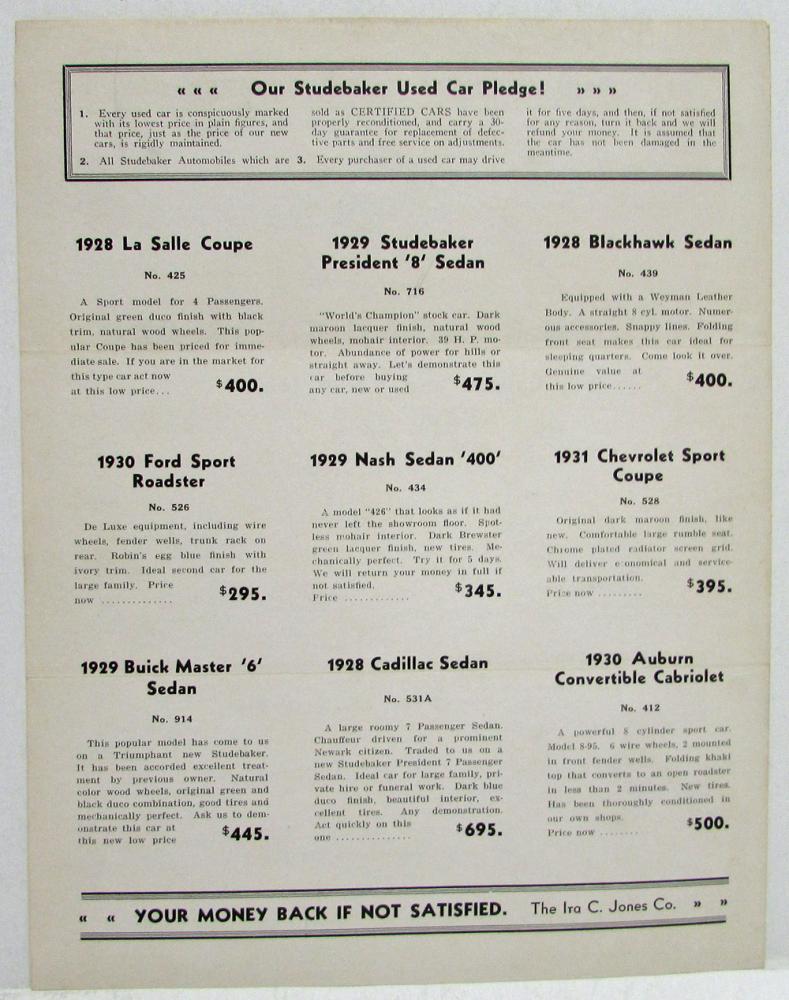 « « « Our Studebaker Used Car Pledge! » » »
1. Every used car is conspicuously marked
with its lowest price in plain figures, and
that price, just as the price of our new
cars, is rigidly maintained.
2. All Studebaker Automobiles which are
sold as CERTIFIED CARS have been
properly reconditioned, and carry a 30-
day guarantee for replacement of defec-
tive parts and free service on adjustments.
3. Every purchaser of a used car may drive
it for five days, and then, if not satisfied
for any reason, turn it back and we will
refund your money. It is assumed that
the car has not been damaged in the
meantime.
1928 La Salle Coupe
No. 425
A Sport model for 4 Passengers.
Original green duco finish with black
trim, natural wood wheels. This pop-
ular Coupe has been priced for imme-
diate sale. If you are in the market for
this type car act now
at this low price... $400.
1929 Studebaker
President '8' Sedan
No. 716
"World's Champion" stock car. Dark
maroon lacquer finish, natural wood
wheels, mohair interior. 39 H. P. mo-
tor. Abundance of power for hills or
straight away. Let's demonstrate this
car before buying
any car, new or used $475.
1928 Blackhawk Sedan
No. 439
Equipped with a Weyman Leather
Body. A straight 8 cyl. motor. Numer-
ous accessories. Snappy lines. Folding
front seat makes this car ideal for
sleeping quarters. Come look it over.
Genuine value at
this low price...... $400.
1930 Ford Sport
Roadster
No. 526
De Luxe equipment, including wire
wheels, fender wells, trunk rack on
rear. Robin's egg blue finish with
ivory trim. Ideal second car for the
large family. Price
now .............. $295.
1929 Nash Sedan '400'
No. 434
A model "426" that looks as if it had
never left the showroom floor. Spot-
less mohair interior. Dark Brewster
green lacquer finish, new tires. Me-
chanically perfect. Try it for 5 days.
We will return your money in full if
not satisfied.
Price ............. $345.
1931 Chevrolet Sport
Coupe
No. 528
Original dark maroon finish, like
new. Comfortable large rumble seat.
Chrome plated radiator screen grid.
Will deliver economical and service-
able transportation.
Price now ......... $395.
1929 Buick Master '6'
Sedan
No. 914
This popular model has come to us
on a Triumphant new Studebaker.
It has been accorded excellent treat-
ment by previous owner. Natural
color wood wheels, original green and
black duco combination, good tires and
mechanically perfect. Ask us to dem-
onstrate this car at
this new low price $445.
1928 Cadillac Sedan
No. 531A
A large roomy 7 Passenger Sedan.
Chauffeur driven for a prominent
Newark citizen. Traded to us on a
new Studebaker President 7 Passenger
Sedan. Ideal car for large family, pri-
vate hire or funeral work. Dark blue
duco finish, beautiful interior, ex-
cellent tires. Any demonstration.
Act quickly on this
one .............. $695.
1930 Auburn
Convertible Cabriolet
No. 412
A powerful 8 cylinder sport car.
Model 8-95. 6 wire wheels, 2 mounted
in front fender wells. Folding khaki
top that converts to an open roadster
in less than 2 minutes. New tires.
Has been thoroughly conditioned in
our own shops.
Price now ........ $500.
« « YOUR MONEY BACK IF NOT SATISFIED. The Ira C. Jones Co. » »